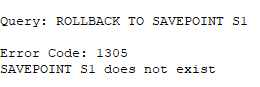 Query: ROLLBACK TO SAVEPOINT S1
Error Code: 1305
SAVEPOINT S1 does not exist